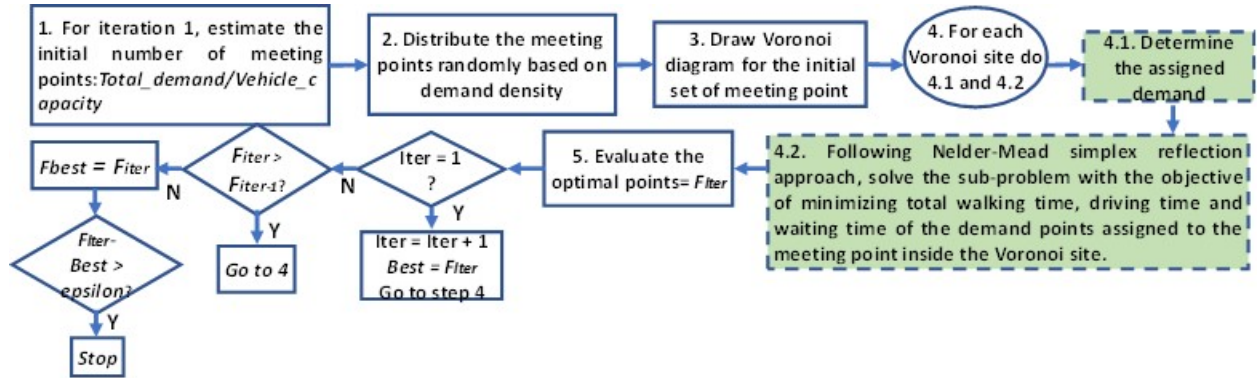 1. For iteration 1, estimate the
initial number of meeting
points:Total_demand/Vehicle_c
apacity
2. Distribute the meeting
points randomly based on
demand density
3. Draw Voronoi
diagram for the initial
set of meeting point
4. For each
Voronoi site do
4.1 and 4.2
4.1. Determine
the assigned
demand
4.2. Following Nelder-Mead simplex reflection
approach, solve the sub-problem with the objective
of minimizing total walking time, driving time and
waiting time of the demand points assigned to the
meeting point inside the Voronoi site.
5. Evaluate the
optimal points= FIter
Iter = 1
?
N
Y
Iter = Iter + 1
Best = FIter
Go to step 4
Fiter >
Fiter-1?
N
Y
Go to 4
Fbest = FIter
FIter-
Best >
epsilon?
Y
Stop